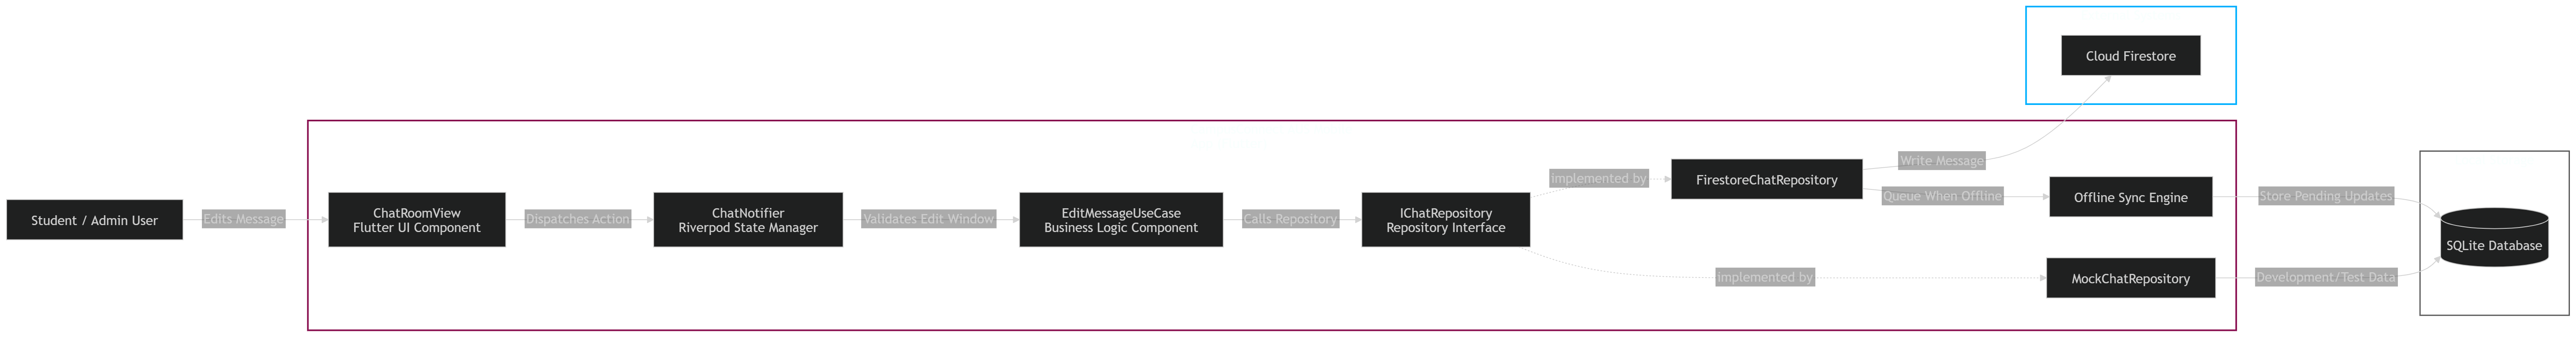 Cloud Firestore
Student / Admin User
Edits Message
ChatRoomView
Flutter UI Component
Dispatches Action
ChatNotifier
Riverpod State Manager
Validates Edit Window
EditMessageUseCase
Business Logic Component
Calls Repository
IChatRepository
Repository Interface
implemented by
implemented by
FirestoreChatRepository
Write Message
Queue When Offline
Offline Sync Engine
MockChatRepository
Store Pending Updates
Development/Test Data
SQLite Database